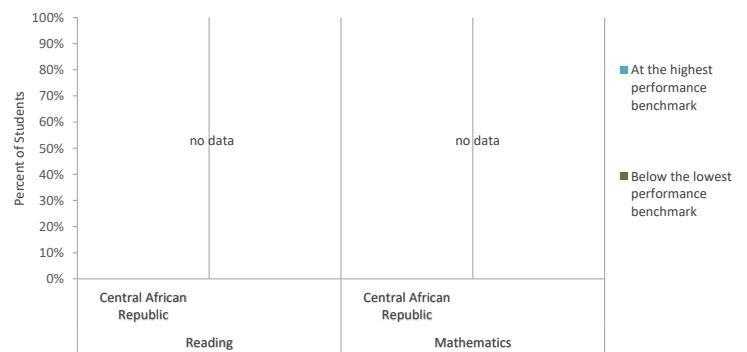 100%
90%
80%
70%
60%
50%
40%
30%
20%
10%
0%
Percent of Students
no data
no data
Central African
Republic
Central African
Republic
Reading
Mathematics
At the highest
performance
benchmark
Below the lowest
performance
benchmark